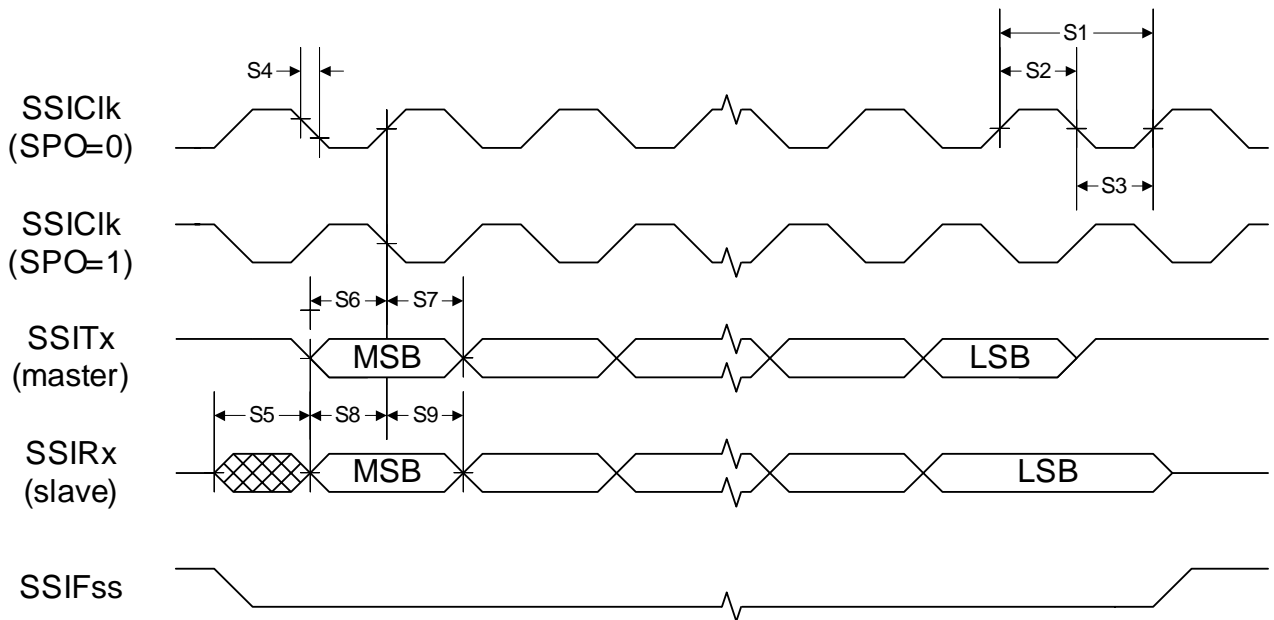 S1
S4
S2
SSIClk
(SPO=0)
S3
SSIClk
(SPO=1)
S6
S7
SSITx
(master)
MSB
LSB
S5
S8
S9
SSIRx
(slave)
MSB
LSB
SSIFss